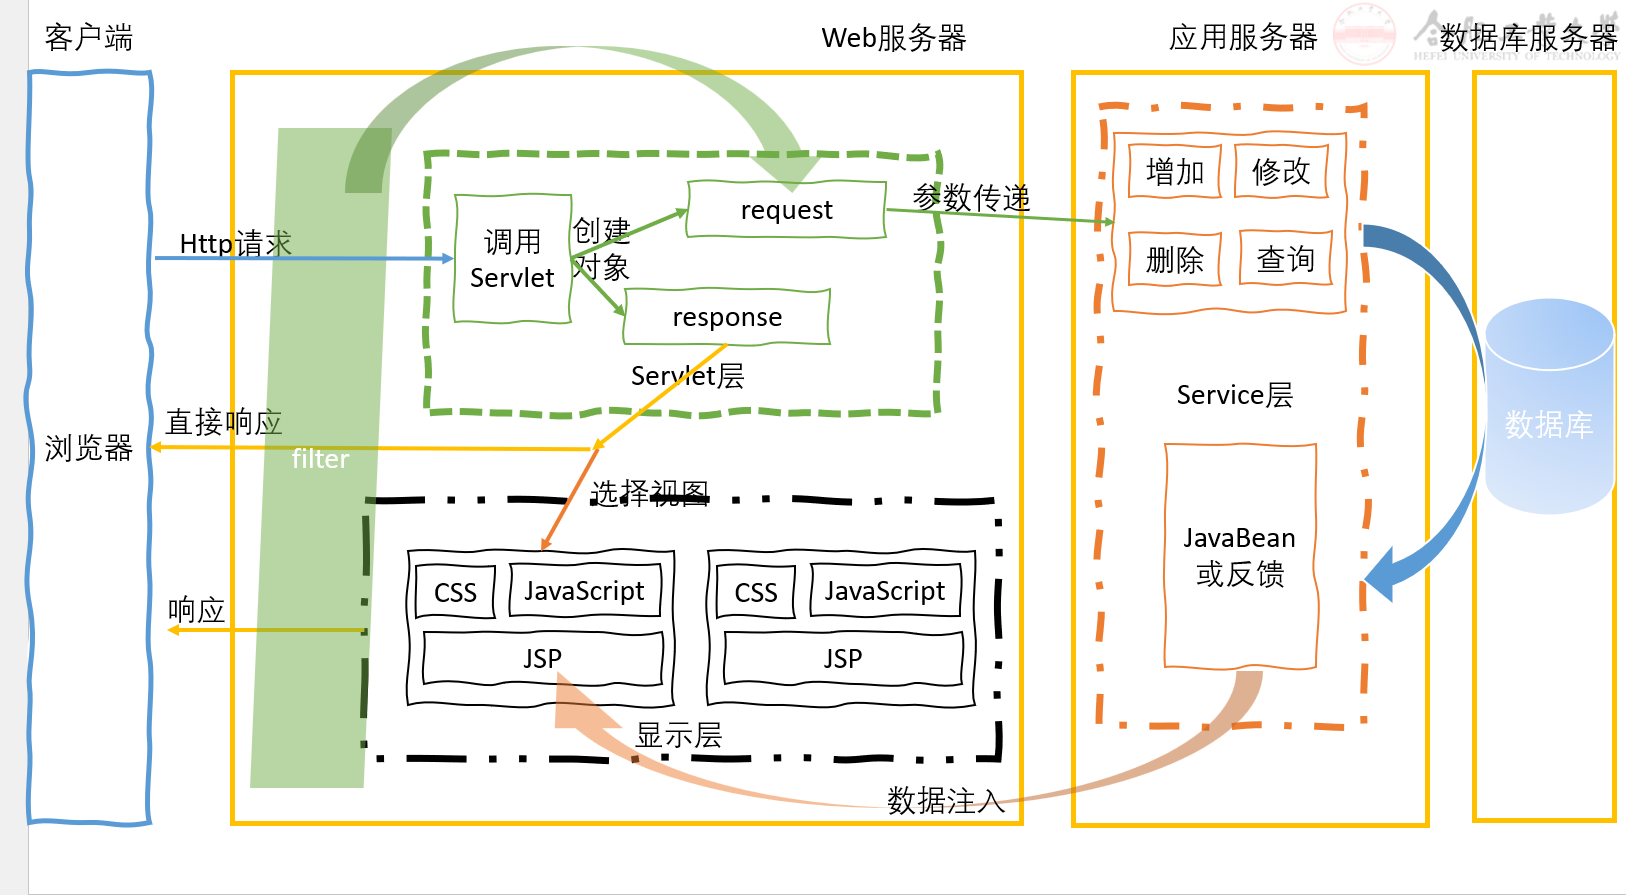 客户端
Web服务器
应用服务器
数据库服务器
HEFEI UNIVERSITY OF TECHNOLOGY
增加
修改
request
参数传递
Http请求
调用
Servlet
创建
对象
删除
查询
response
Servlet层
Service层
直接响应
浏览器
filter
数据库
选择视图
JavaBean
或反馈
CSS
JavaScript
CSS
JavaScript
响应
JSP
JSP
显示层
数据注入